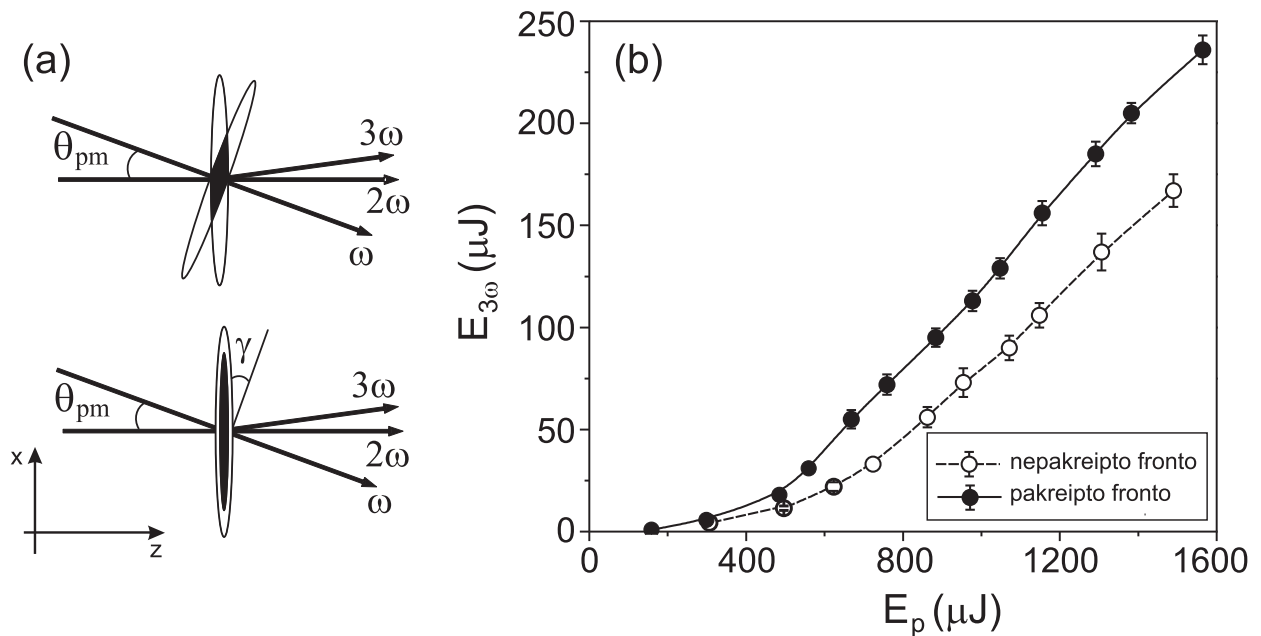 (a)
θpm
3ω
2ω
ω
γ
θpm
3ω
2ω
ω
x
z
(b)
E3ω (μJ)
250
200
150
100
50
0
0 400 800 1200 1600
Ep (μJ)
nepakreipto fronto
pakreipto fronto